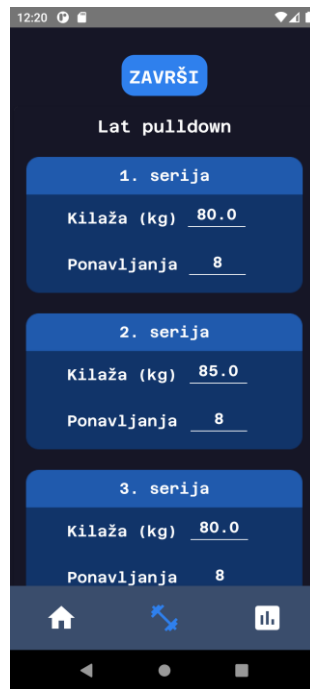 12:20
ZAVRŠI
Lat pulldown
1. serija
Kilaža (kg) 80.0
Ponavljanja 8
2. serija
Kilaža (kg) 85.0
Ponavljanja 8
3. serija
Kilaža (kg) 80.0
Ponavljanja 8